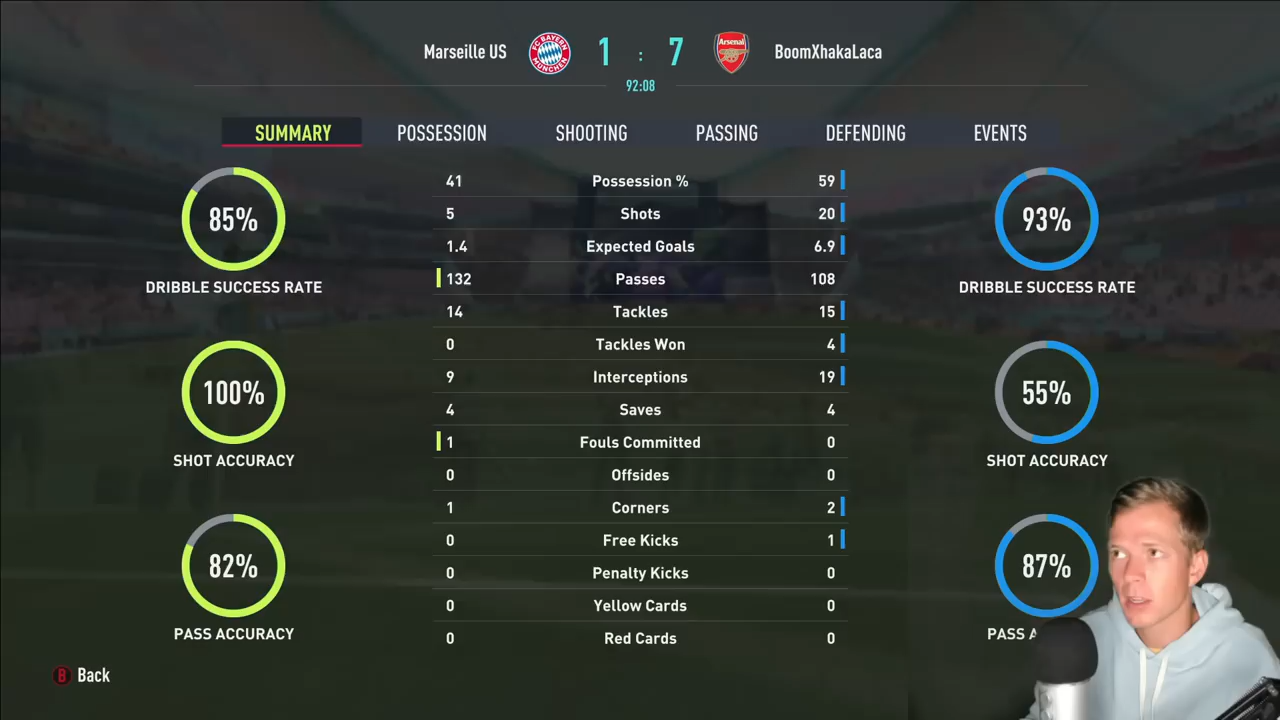 Marseille US
FC BAYERN
MÜNCHEN
1 : 7
Arsenal
BoomXhakaLaca
92:08
SUMMARY POSSESSION SHOOTING PASSING DEFENDING EVENTS
85%
DRIBBLE SUCCESS RATE
100%
SHOT ACCURACY
82%
PASS ACCURACY
41 Possession % 59
5 Shots 20
1.4 Expected Goals 6.9
132 Passes 108
14 Tackles 15
0 Tackles Won 4
9 Interceptions 19
4 Saves 4
1 Fouls Committed 0
0 Offsides 0
1 Corners 2
0 Free Kicks 1
0 Penalty Kicks 0
0 Yellow Cards 0
0 Red Cards 0
93%
DRIBBLE SUCCESS RATE
55%
SHOT ACCURACY
87%
PASS A
B Back